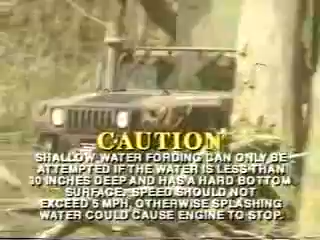 CAUTION
SHALLOW WATER FORDING CAN ONLY BE
ATTEMPTED IF THE WATER IS LESS THAN
30 INCHES DEEP AND HAS A HARD BOTTOM
SURFACE. SPEED SHOULD NOT
EXCEED 5 MPH, OTHERWISE SPLASHING
WATER COULD CAUSE ENGINE TO STOP.